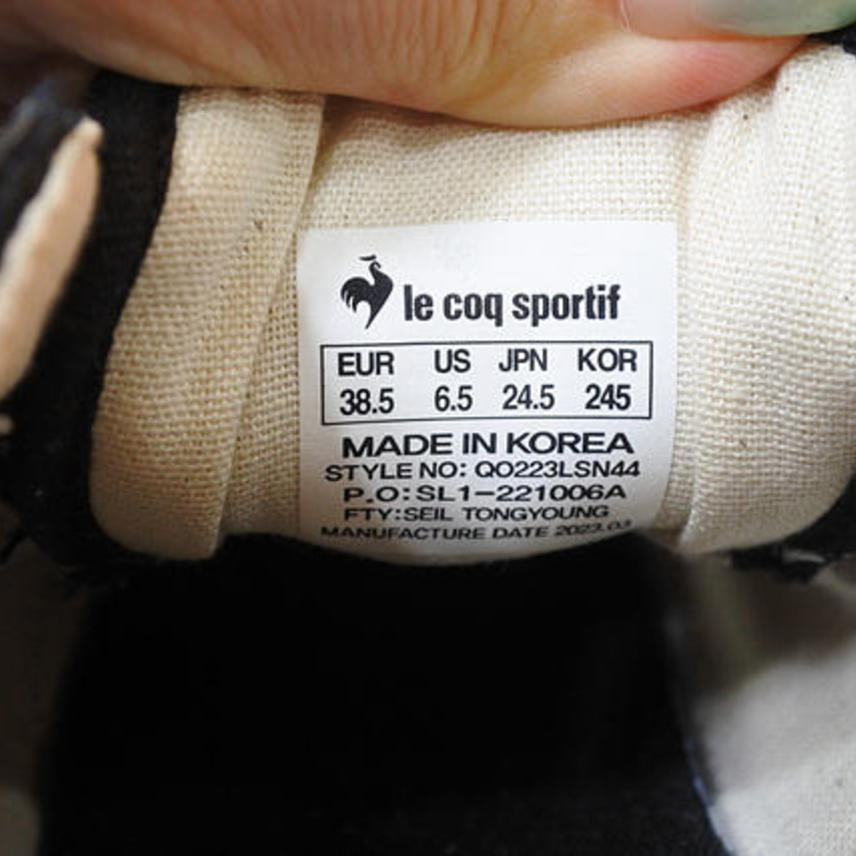 le coq sportif
EUR US JPN KOR
38.5 6.5 24.5 245
MADE IN KOREA
STYLE NO: QO223LSN44
P.O:SL1-221006A
FTY:SEIL TONGYOUNG
MANUFACTURE DATE 2023.03